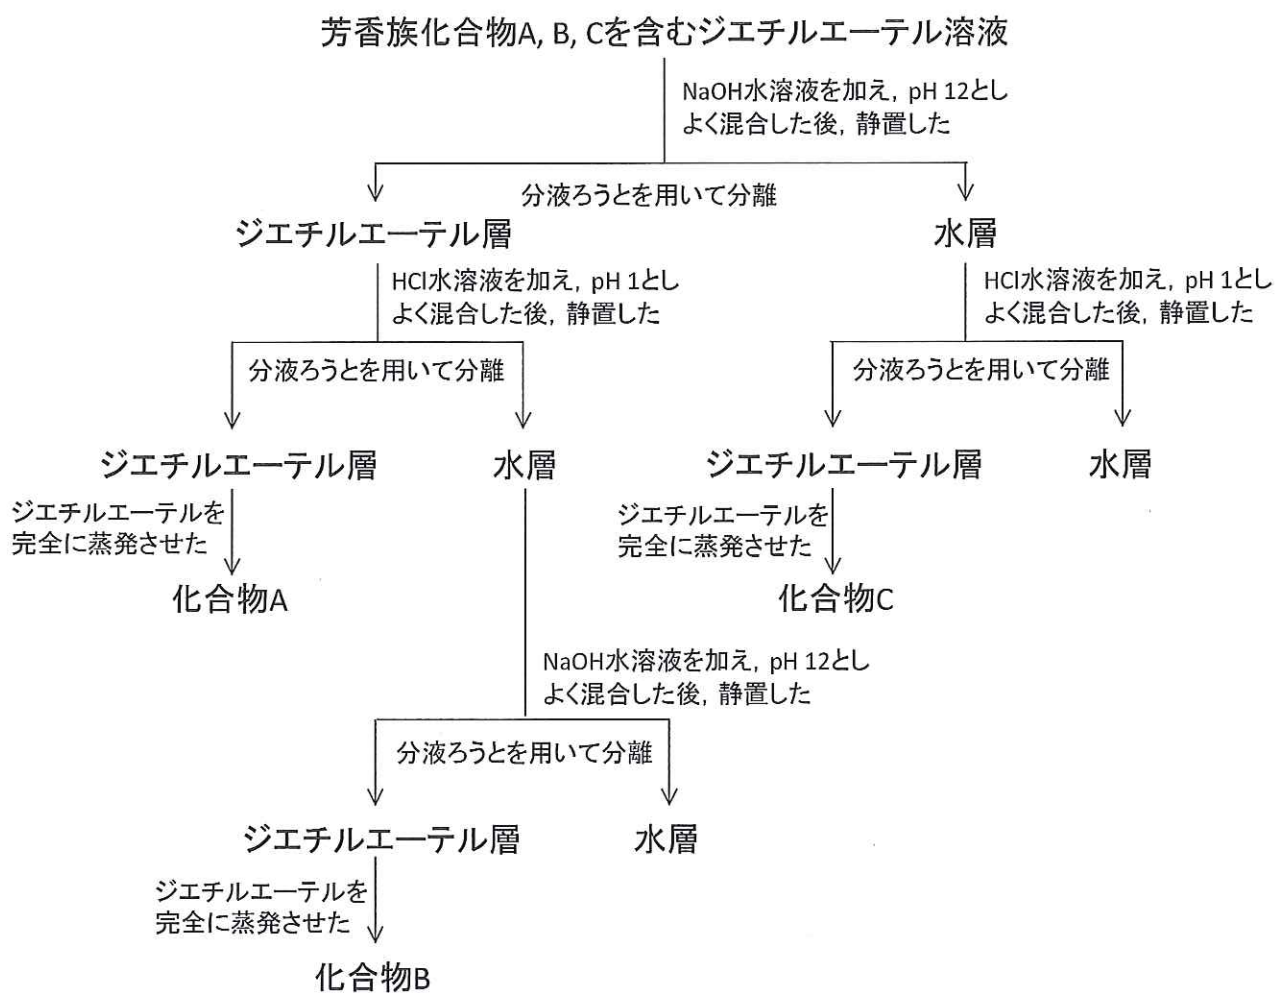 芳香族化合物A, B, Cを含むジエチルエーテル溶液
NaOH水溶液を加え, pH 12とし
よく混合した後, 静置した
分液ろうとを用いて分離
ジエチルエーテル層
水層
HCl水溶液を加え, pH 1とし
よく混合した後, 静置した
HCl水溶液を加え, pH 1とし
よく混合した後, 静置した
分液ろうとを用いて分離
分液ろうとを用いて分離
ジエチルエーテル層
水層
ジエチルエーテル層
水層
ジエチルエーテルを
完全に蒸発させた
ジエチルエーテルを
完全に蒸発させた
化合物A
化合物C
NaOH水溶液を加え, pH 12とし
よく混合した後, 静置した
分液ろうとを用いて分離
ジエチルエーテル層
水層
ジエチルエーテルを
完全に蒸発させた
化合物B